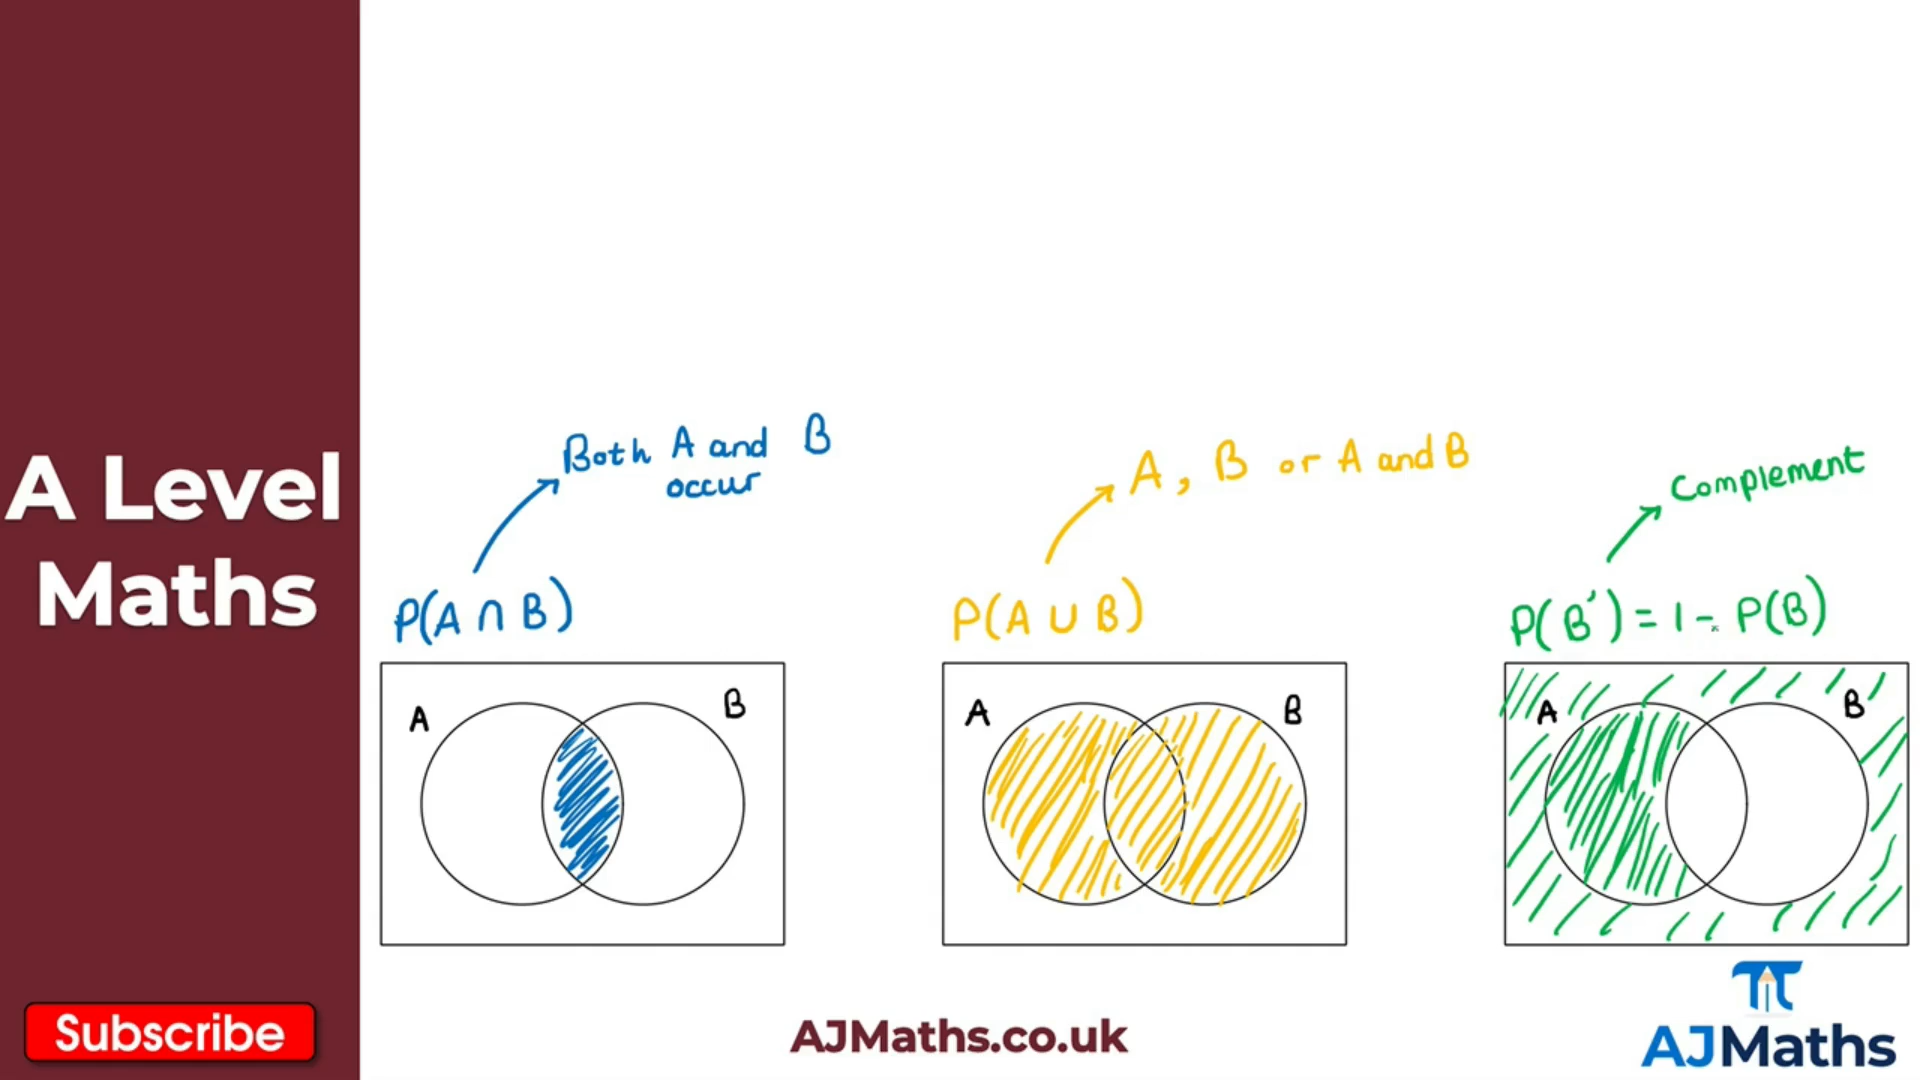 A Level
Maths
Subscribe
Both A and B
occur
P(A ∩ B)
A
B
A, B or A and B
P(A ∪ B)
A
B
Complement
P(B') = 1 - P(B)
A
B
AJMaths.co.uk
AJMaths